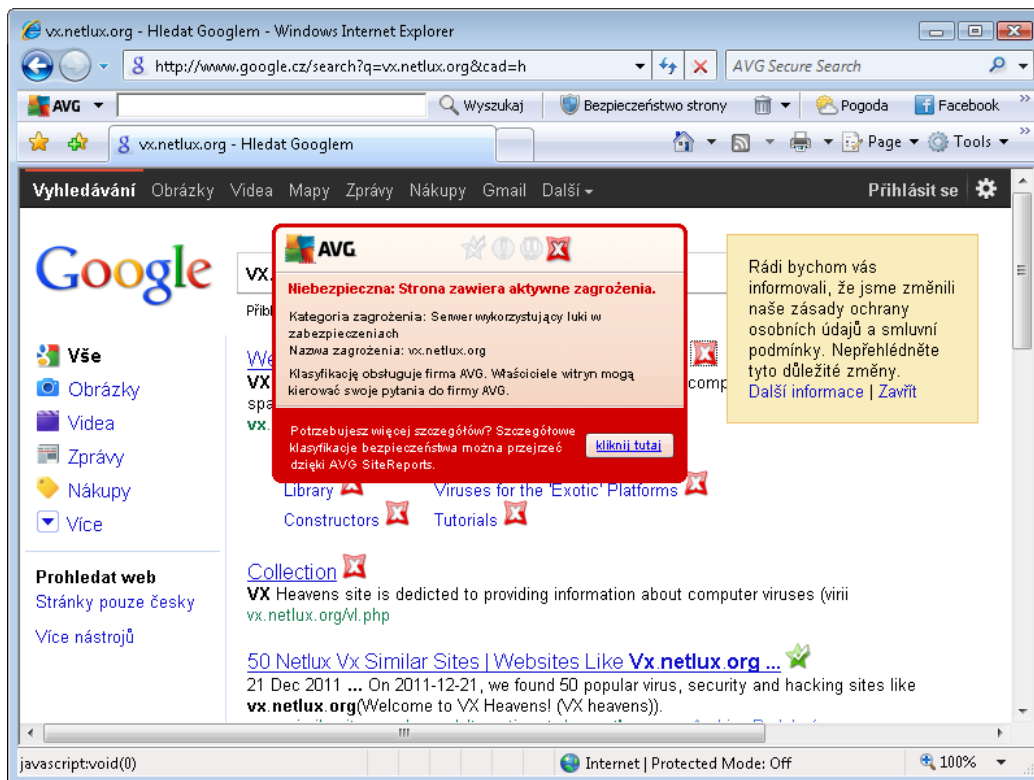 vx.netlux.org - Hledat Googlem - Windows Internet Explorer
http://www.google.cz/search?q=vx.netlux.org&cad=h
AVG Secure Search
AVG
Wyszukaj
Bezpieczeństwo strony
Pogoda
Facebook
vx.netlux.org - Hledat Googlem
Page
Tools
Vyhledávání Obrázky Videa Mapy Zprávy Nákupy Gmail Další
Přihlásit se
Google
vx.
AVG
Niebezpieczna: Strona zawiera aktywne zagrożenia.
Kategoria zagrożenia: Serwer wykorzystujący luki w
zabezpieczeniach
Nazwa zagrożenia: vx.netlux.org
Klasyfikację obsługuje firma AVG. Właściciele witryn mogą
kierować swoje pytania do firmy AVG.
Potrzebujesz więcej szczegółów? Szczegółowe
klasyfikacje bezpieczeństwa można przejrzeć
dzięki AVG SiteReports.
kliknij tutaj
Rádi bychom vás
informovali, že jsme změnili
naše zásady ochrany
osobních údajů a smluvní
podmínky. Nepřehlédněte
tyto důležité změny.
Další informace | Zavřít
Vše
Obrázky
Videa
Zprávy
Nákupy
Více
Prohledat web
Stránky pouze česky
Více nástrojů
VX
vx.
Library
Viruses for the 'Exotic' Platforms
Constructors
Tutorials
Collection
VX Heavens site is dedicted to providing information about computer viruses (virii
vx.netlux.org/vl.php
50 Netlux Vx Similar Sites | Websites Like Vx.netlux.org ...
21 Dec 2011 ... On 2011-12-21, we found 50 popular virus, security and hacking sites like
vx.netlux.org(Welcome to VX Heavens! (VX heavens)).
javascript:void(0)
Internet | Protected Mode: Off
100%